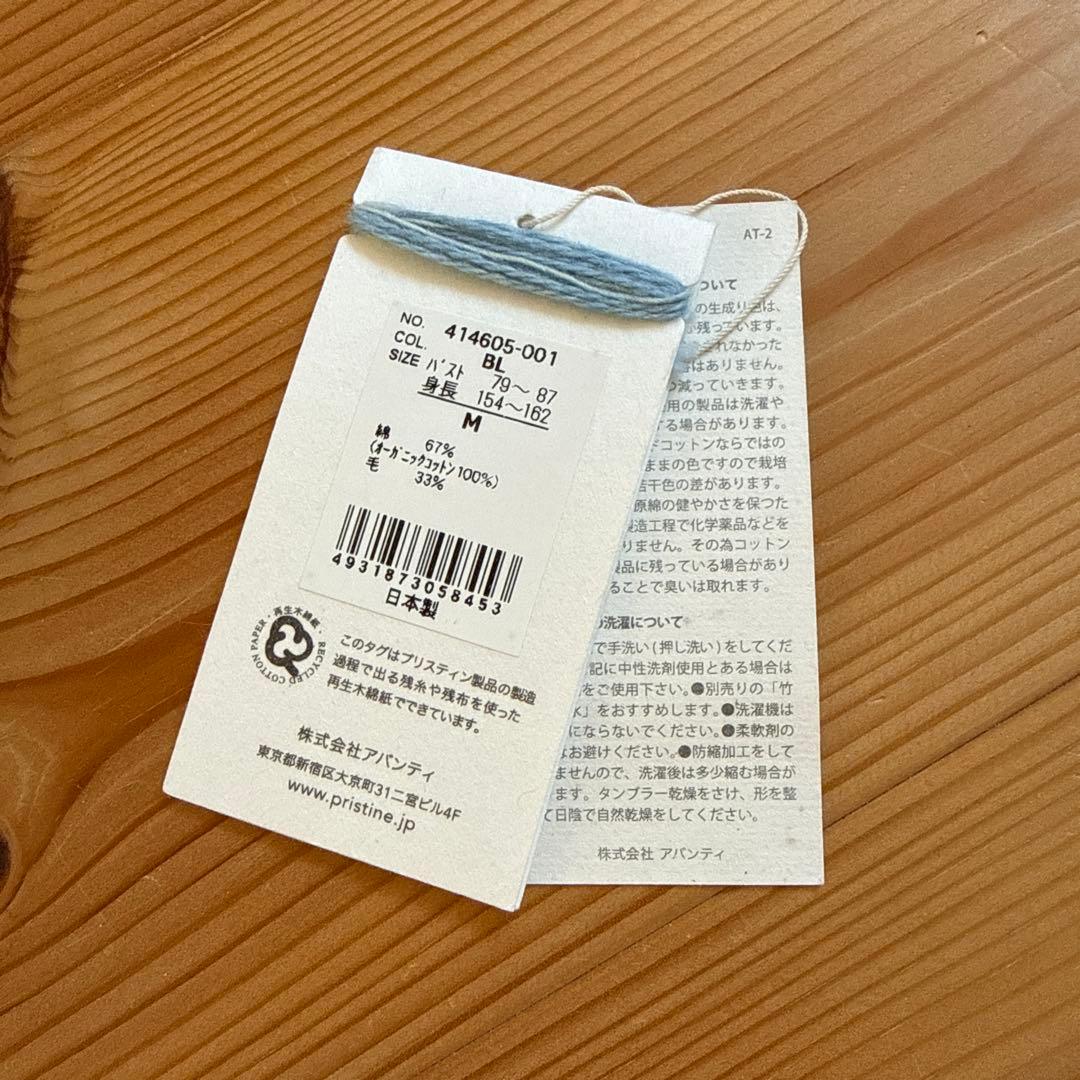 NO. 414605-001
COL. BL
SIZE バスト 79～87
身長 154～162
M
綿 67%
(オーガニックコットン100%)
毛 33%
4931873058453
日本製
再生木綿紙・RECYCLED COTTON PAPER・
このタグはプリスティン製品の製造
過程で出る残糸や残布を使った
再生木綿紙でできています。
株式会社アバンティ
東京都新宿区大京町31二宮ビル4F
www.pristine.jp
AT-2
ついて
の生成り色は、
残っています。
れなかった
はありません。
減っていきます。
用の製品は洗濯や
する場合があります。
ドコットンならではの
ままの色ですので栽培
若干色の差があります。
原綿の健やかさを保つた
製造工程で化学薬品などを
りません。その為コットン
製品に残っている場合があり
ることで臭いは取れます。
洗濯について
で手洗い(押し洗い)をしてくだ
記に中性洗剤使用とある場合は
をご使用下さい。●別売りの「竹
水」をおすすめします。●洗濯機は
にならないでください。●柔軟剤の
はお避けください。●防縮加工をして
ませんので、洗濯後は多少縮む場合が
ます。タンブラー乾燥をさけ、形を整
て日陰で自然乾燥をしてください。
株式会社 アバンティ